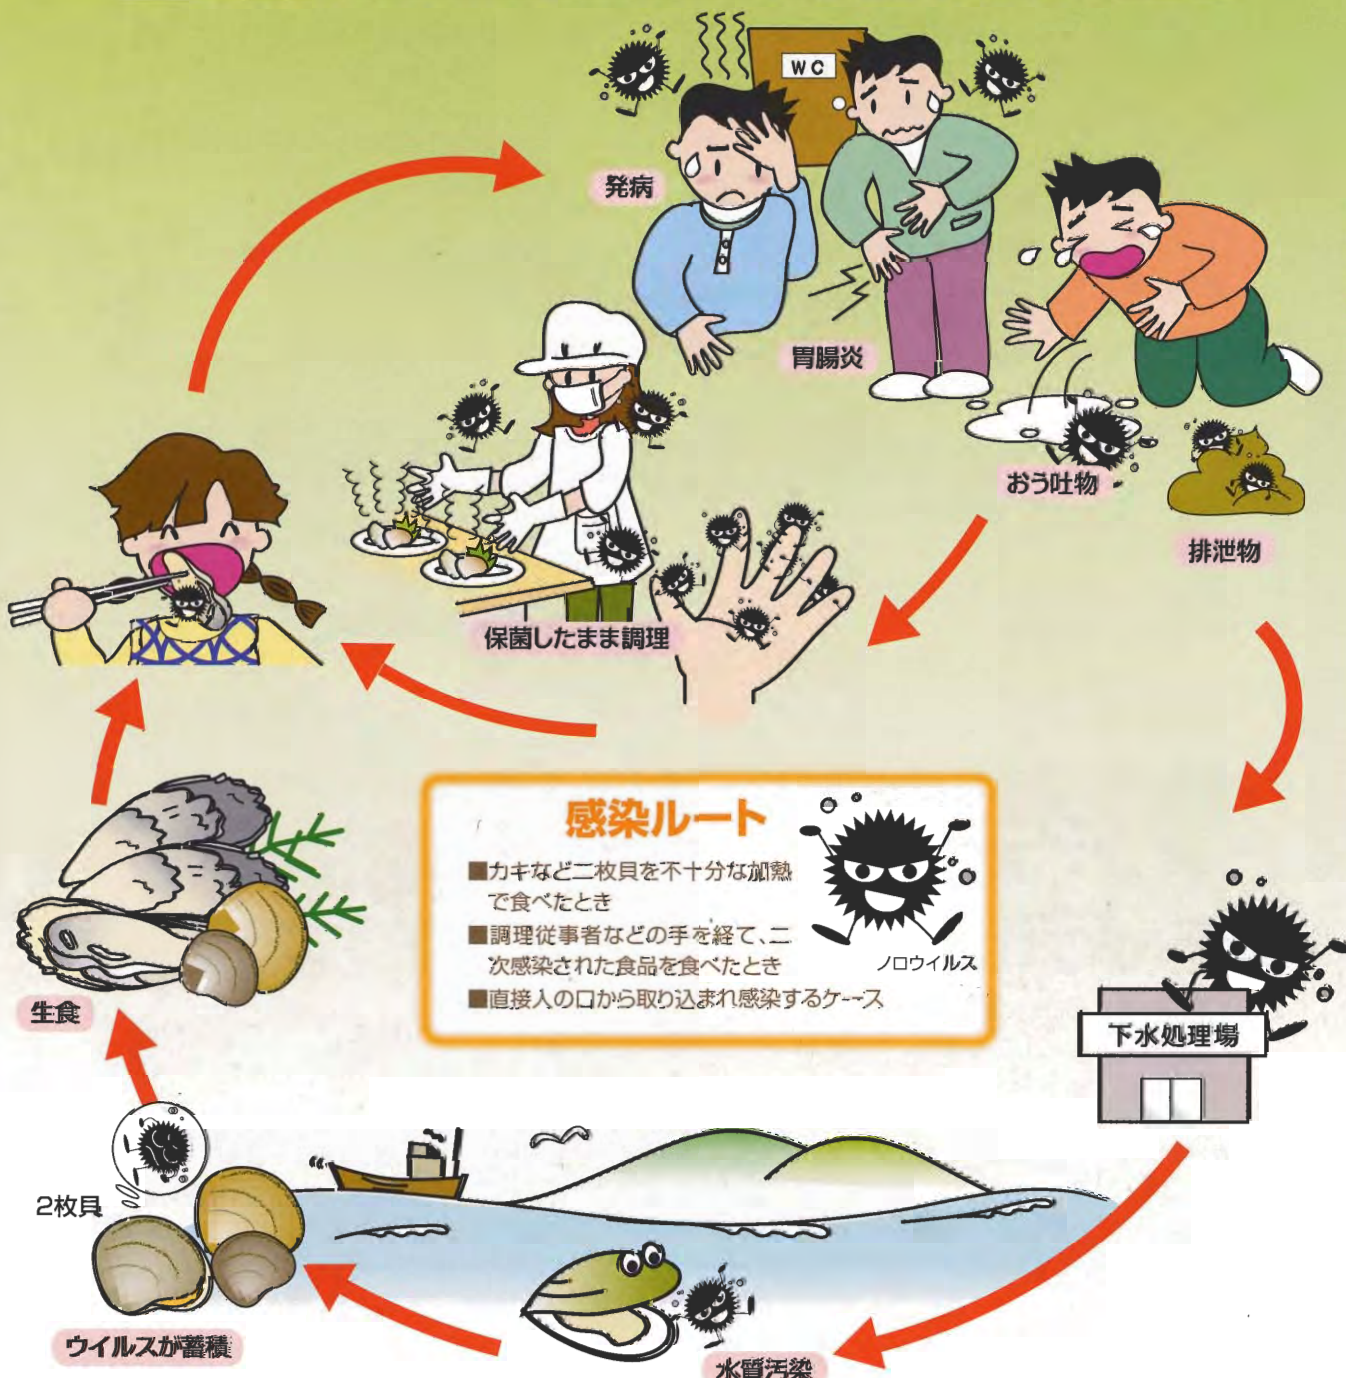 WC
発病
胃腸炎
おう吐物
排泄物
保菌したまま調理
感染ルート
■カキなど二枚貝を不十分な加熱
で食べたとき
■調理従事者などの手を経て、二
次感染された食品を食べたとき
■直接人の口から取り込まれ感染するケース
ノロウイルス
生食
下水処理場
2枚貝
ウイルスが蓄積
水質汚染